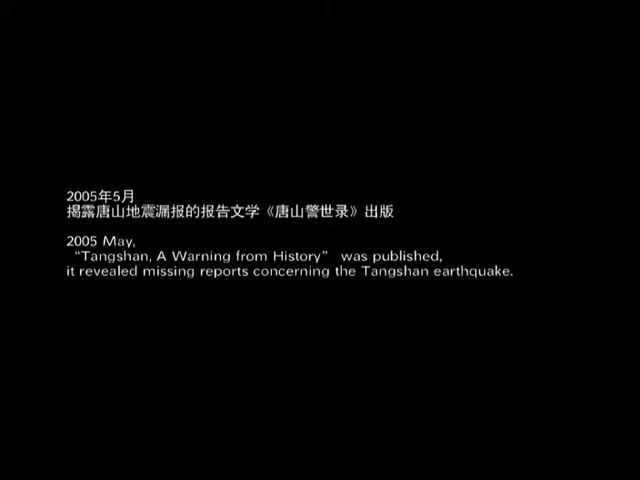 2005年5月
揭露唐山地震漏报的报告文学《唐山警世录》出版
2005 May,
“Tangshan, A Warning from History” was published,
it revealed missing reports concerning the Tangshan earthquake.